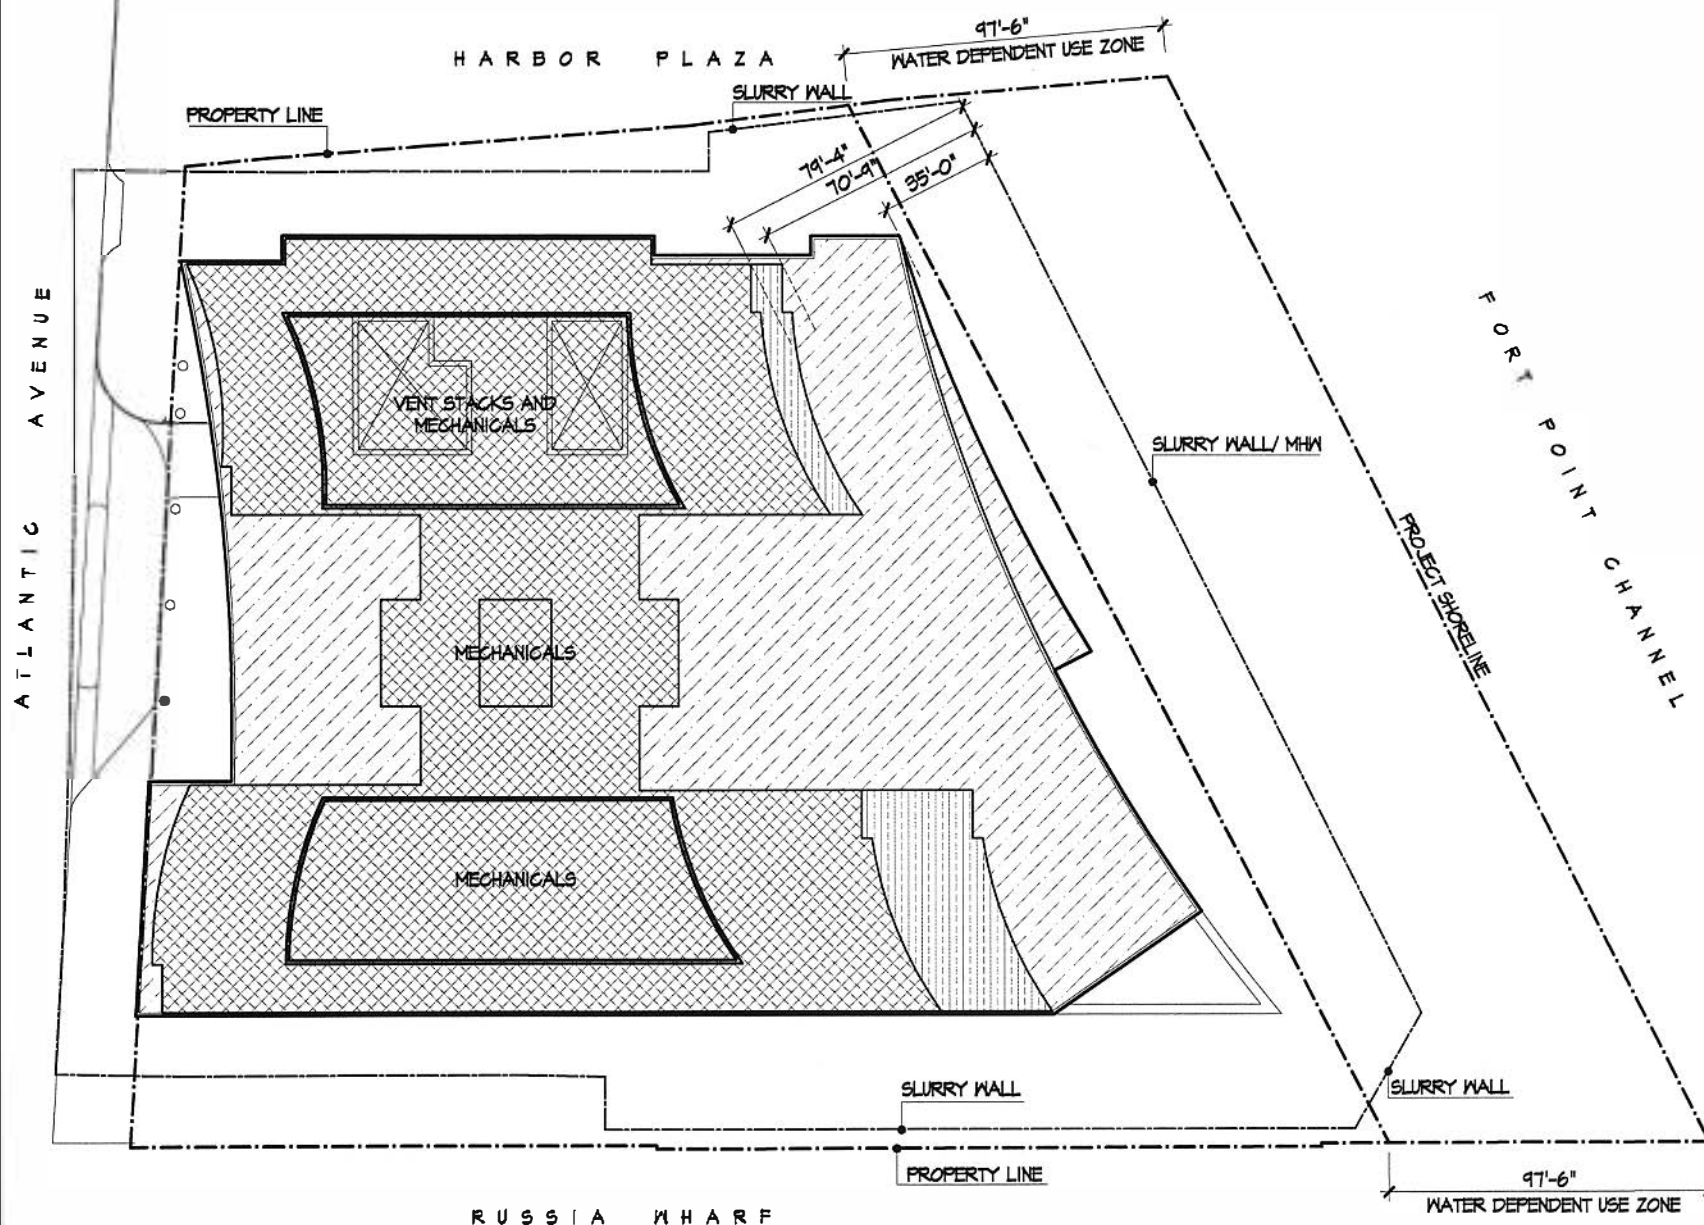 97'-6"
WATER DEPENDENT USE ZONE
HARBOR PLAZA
SLURRY WALL
PROPERTY LINE
79'-4"
70'-9"
35'-0"
ATLANTIC AVENUE
FORT POINT CHANNEL
VENT STACKS AND
MECHANICALS
SLURRY WALL/ MHW
PROJECT SHORELINE
MECHANICALS
MECHANICALS
SLURRY WALL
SLURRY WALL
PROPERTY LINE
97'-6"
WATER DEPENDENT USE ZONE
RUSSIA WHARF